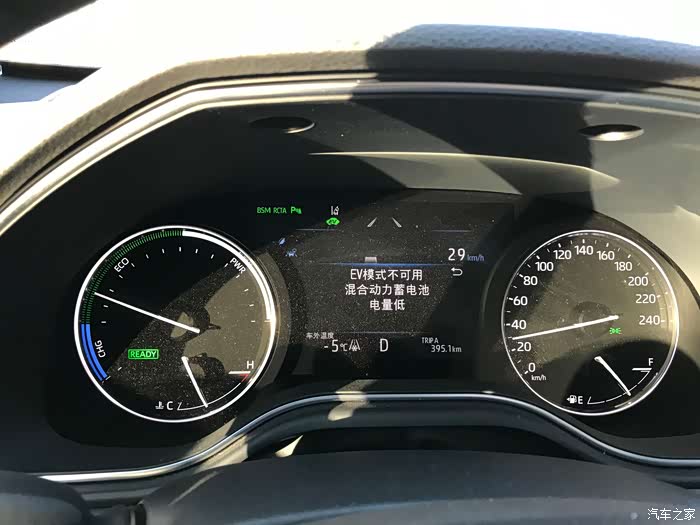 BSM RCTA P
29 km/h
EV模式不可用
混合动力蓄电池
电量低
车外温度
-5℃
D
TRIP A
395.1km
ECO
PWR
CHG
READY
H
C
0
20
40
60
80
100
120
140
160
180
200
220
240
km/h
F
E
汽车之家